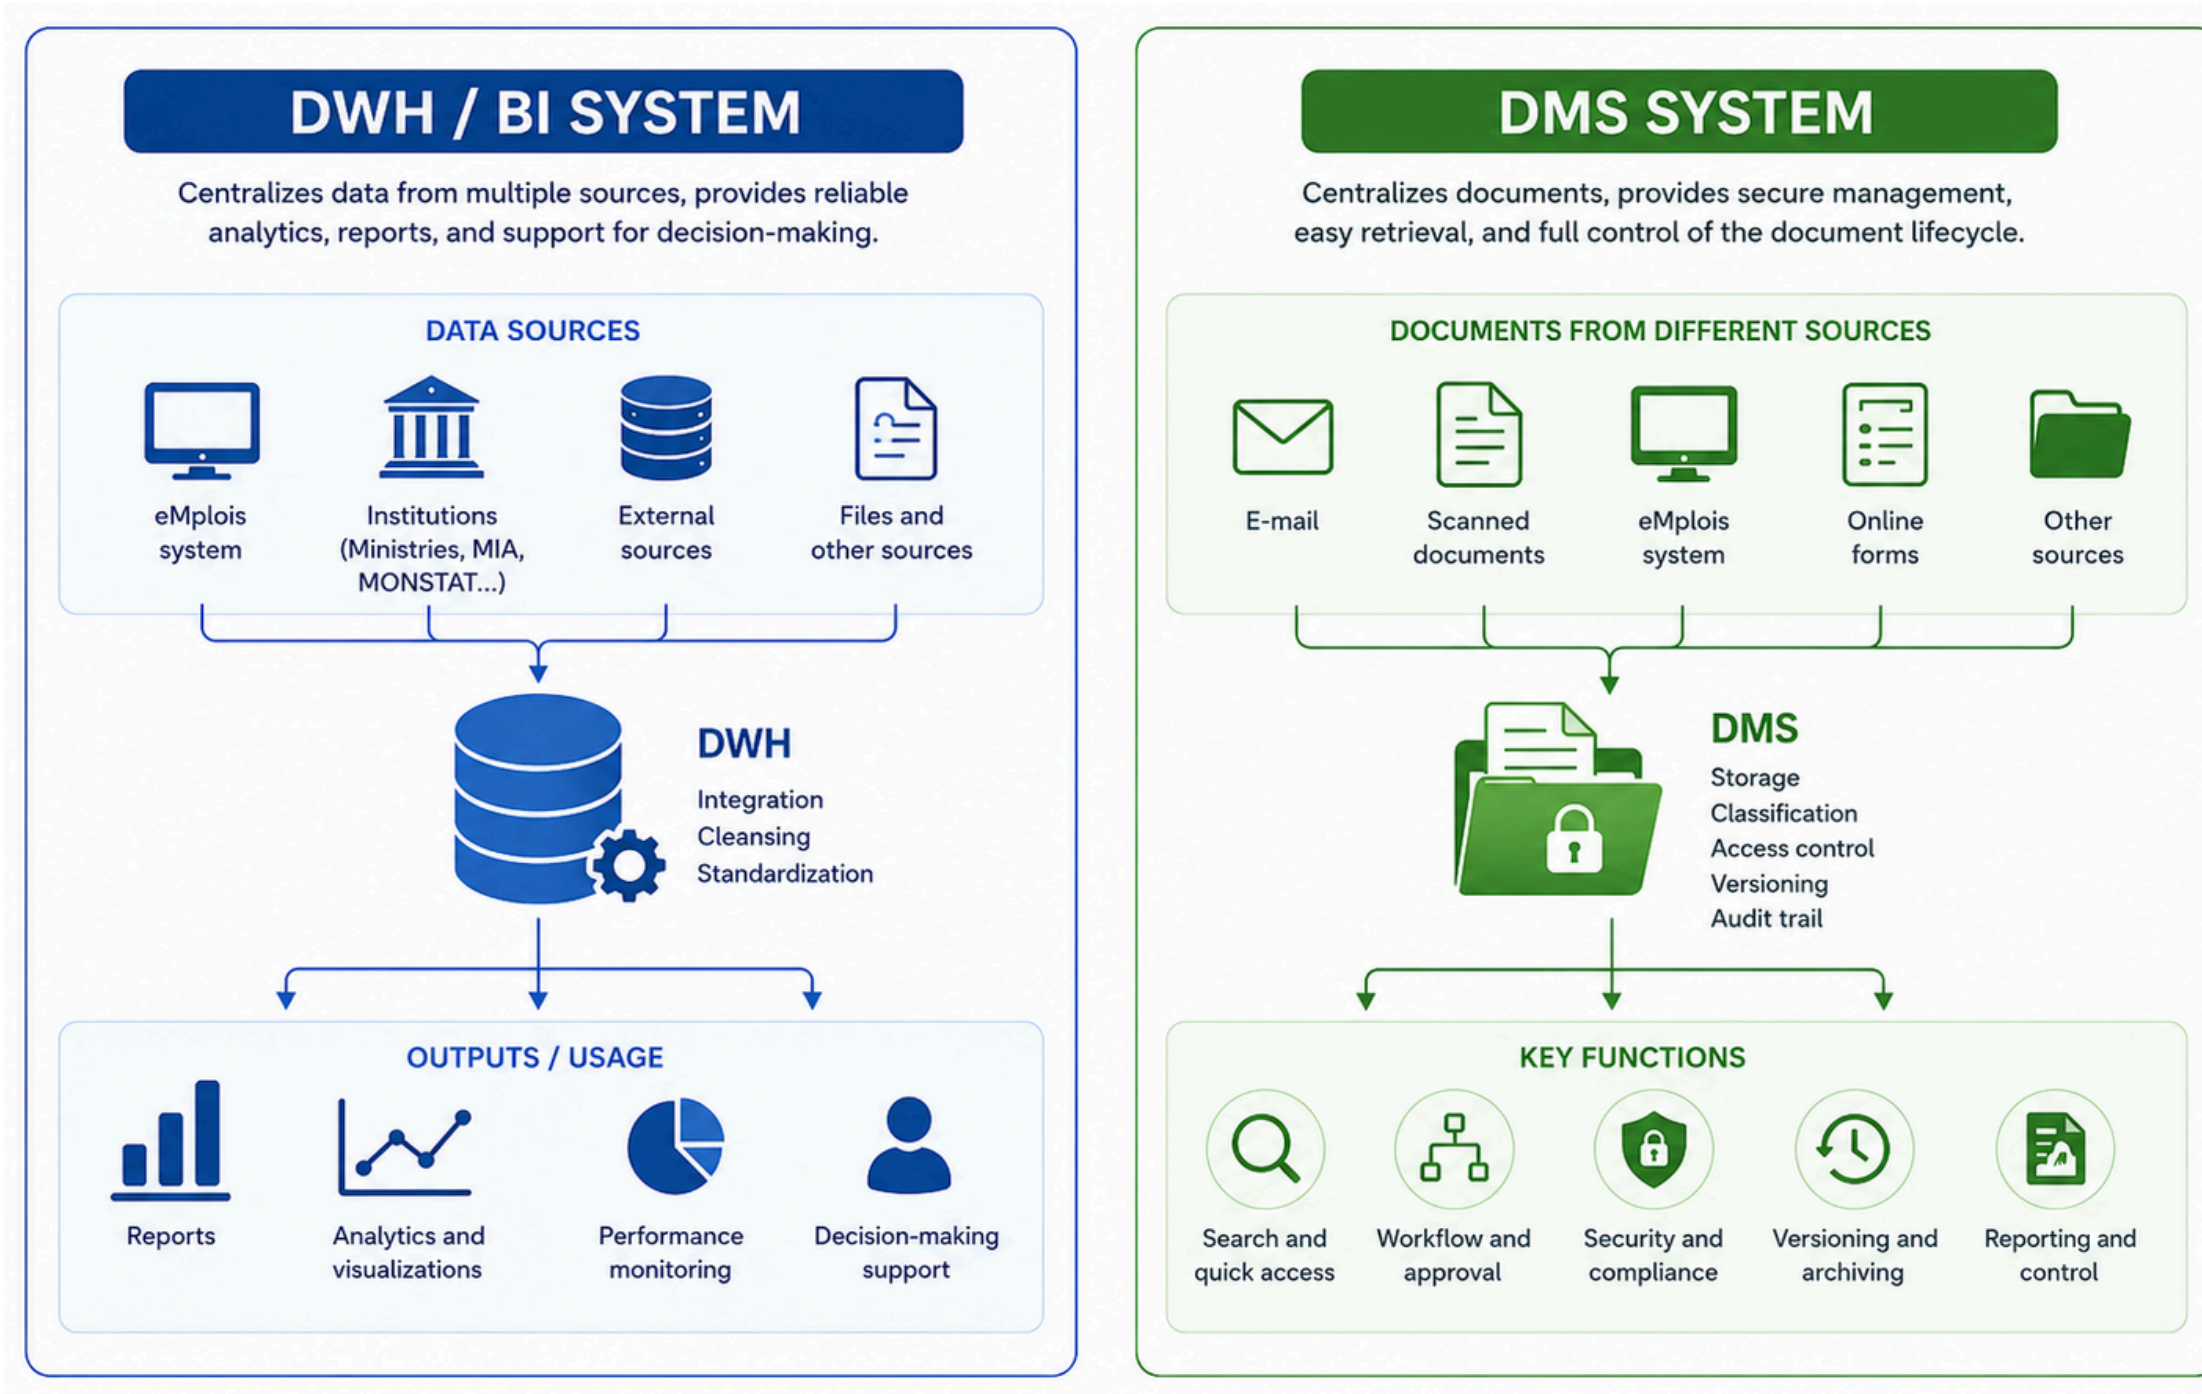 DWH / BI SYSTEM
Centralizes data from multiple sources, provides reliable
analytics, reports, and support for decision-making.
DATA SOURCES
eMplois
system
Institutions
(Ministries, MIA,
MONSTAT...)
External
sources
Files and
other sources
DWH
Integration
Cleansing
Standardization
OUTPUTS / USAGE
Reports
Analytics and
visualizations
Performance
monitoring
Decision-making
support
DMS SYSTEM
Centralizes documents, provides secure management,
easy retrieval, and full control of the document lifecycle.
DOCUMENTS FROM DIFFERENT SOURCES
E-mail
Scanned
documents
eMplois
system
Online
forms
Other
sources
DMS
Storage
Classification
Access control
Versioning
Audit trail
KEY FUNCTIONS
Search and
quick access
Workflow and
approval
Security and
compliance
Versioning and
archiving
Reporting and
control